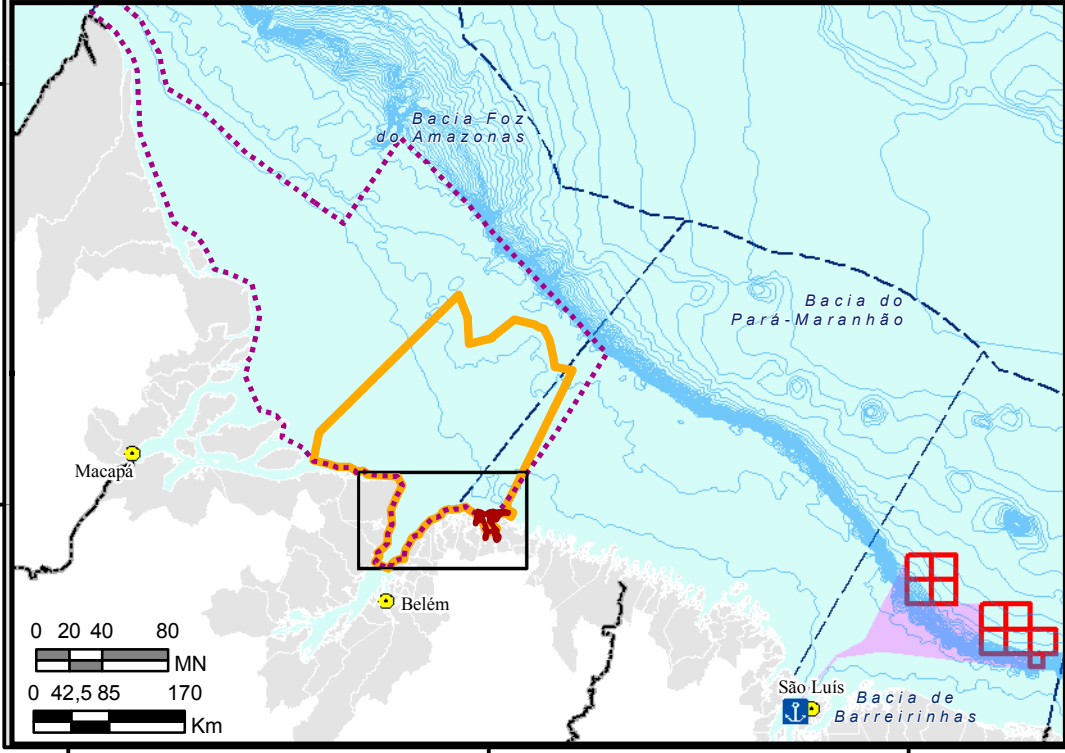 Bacia Foz
do Amazonas
Bacia do
Pará-Maranhão
Macapá
Belém
0 20 40 80
MN
0 42,5 85 170
Km
São Luís
Bacia de
Barreirinhas